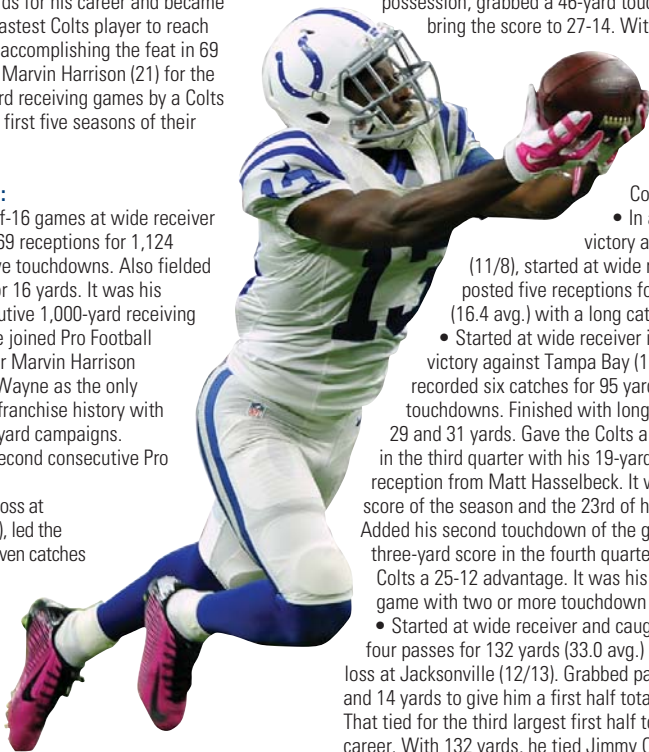 ds for his career and became
astest Colts player to reach
accomplishing the feat in 69
Marvin Harrison (21) for the
rd receiving games by a Colts
first five seasons of their
:
f-16 games at wide receiver
69 receptions for 1,124
ve touchdowns. Also fielded
or 16 yards. It was his
utive 1,000-yard receiving
e joined Pro Football
r Marvin Harrison
Wayne as the only
franchise history with
yard campaigns.
econd consecutive Pro
oss at
), led the
ven catches
possession, grabbed a 46-yard touc
bring the score to 27-14. Wit
Co
• In a
victory a
(11/8), started at wide r
posted five receptions fo
(16.4 avg.) with a long cat
• Started at wide receiver i
victory against Tampa Bay (1
recorded six catches for 95 yard
touchdowns. Finished with long
29 and 31 yards. Gave the Colts a
in the third quarter with his 19-yard
reception from Matt Hasselbeck. It w
score of the season and the 23rd of h
Added his second touchdown of the g
three-yard score in the fourth quarte
Colts a 25-12 advantage. It was his
game with two or more touchdown
• Started at wide receiver and caug
four passes for 132 yards (33.0 avg.)
loss at Jacksonville (12/13). Grabbed pa
and 14 yards to give him a first half tota
That tied for the third largest first half to
career. With 132 yards, he tied Jimmy O
13
13